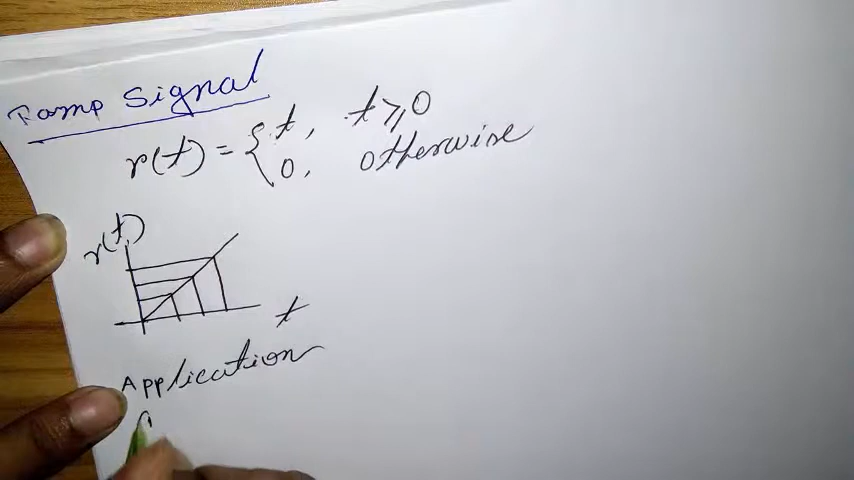 Ramp Signal
r(t) = { t, t ≥ 0
0, otherwise
r(t)
t
Application